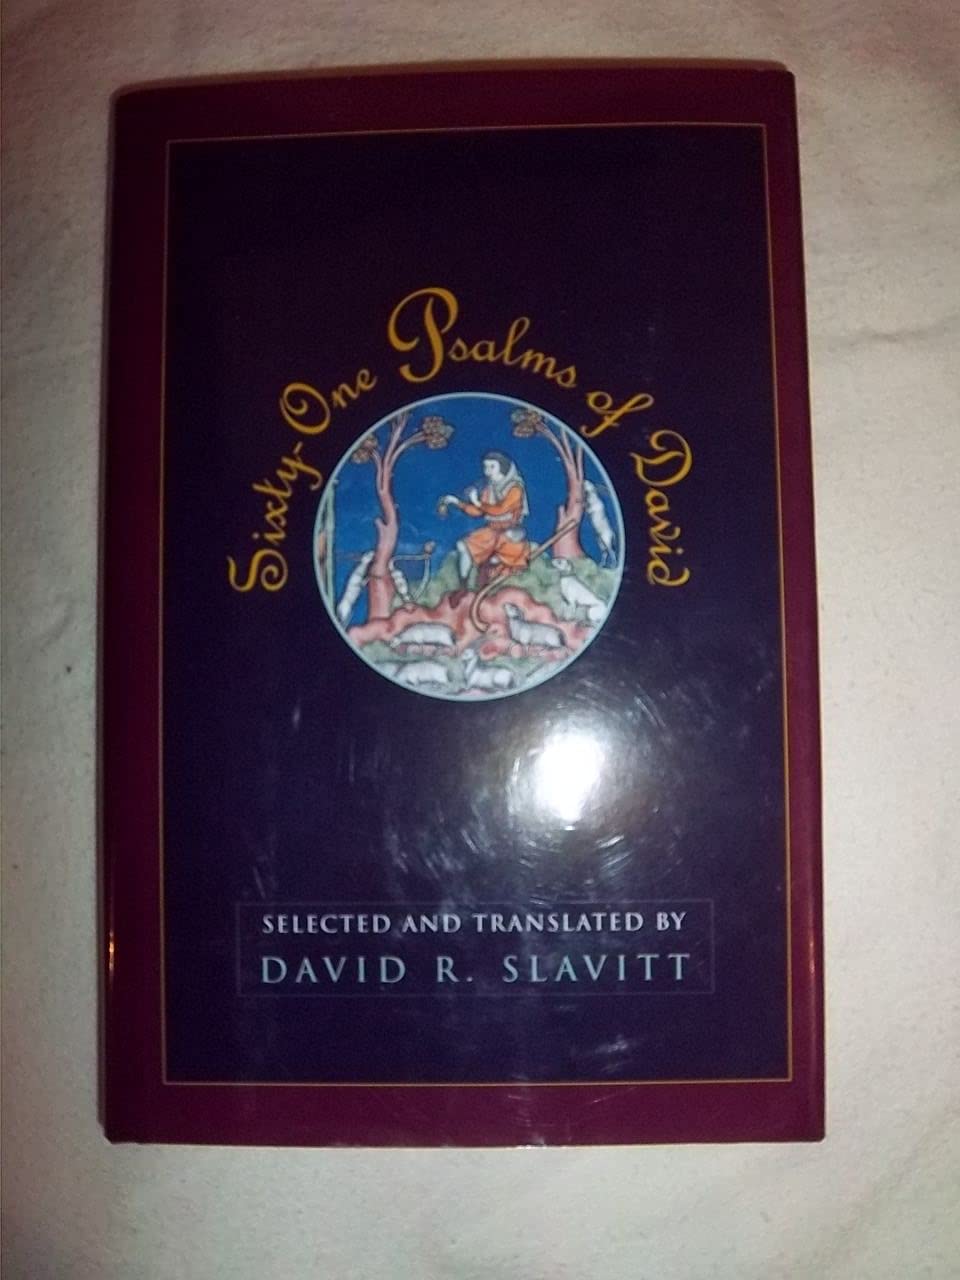 Sixty-One Psalms of David
SELECTED AND TRANSLATED BY
DAVID R. SLAVITT